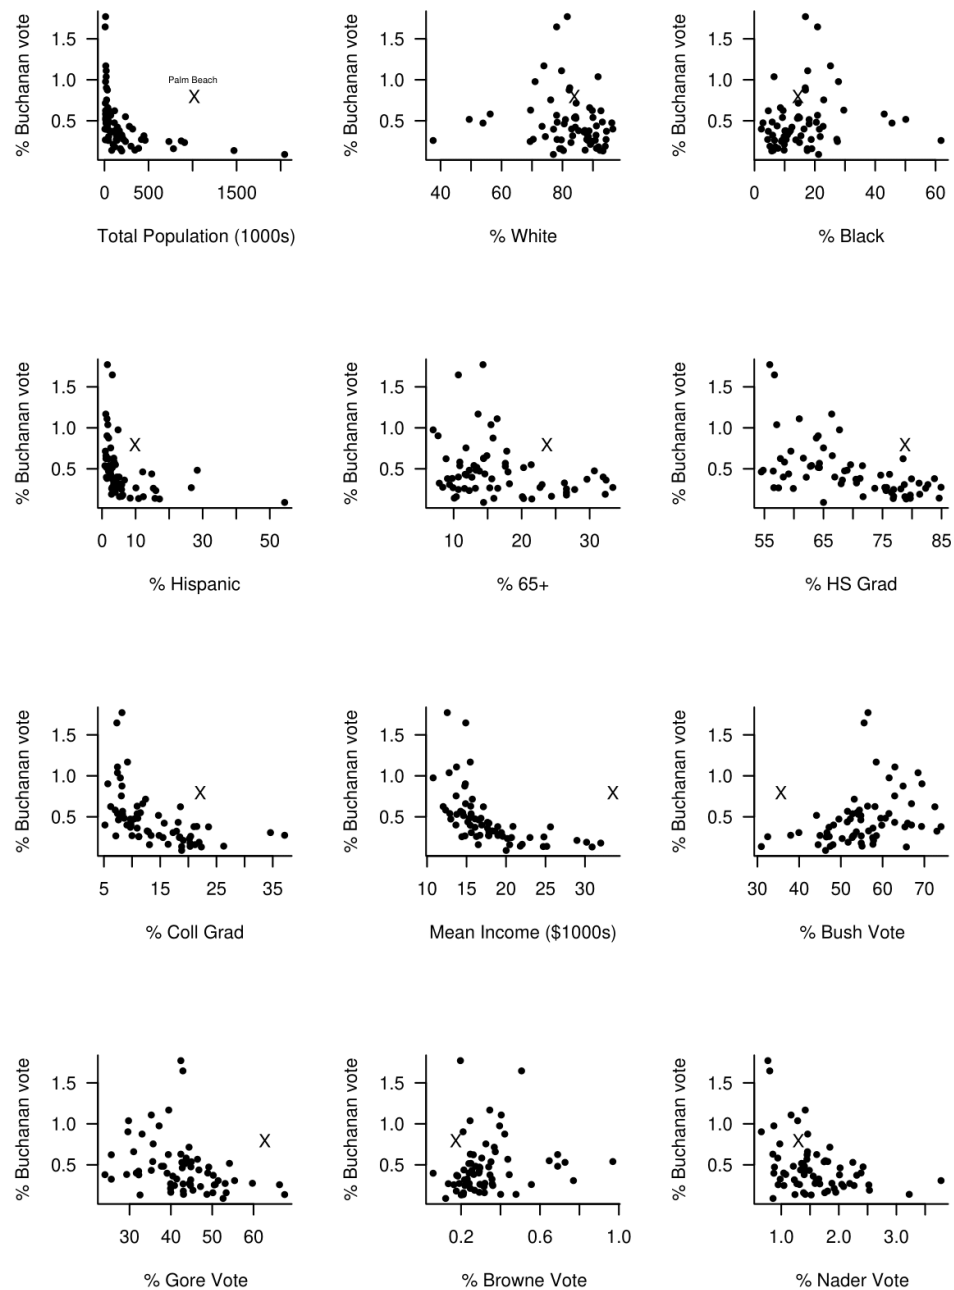 % Buchanan vote
1.5
1.0
0.5
Palm Beach
X
0 500 1500
Total Population (1000s)
% Buchanan vote
1.5
1.0
0.5
X
40 60 80
% White
% Buchanan vote
1.5
1.0
0.5
X
0 20 40 60
% Black
% Buchanan vote
1.5
1.0
0.5
X
0 10 30 50
% Hispanic
% Buchanan vote
1.5
1.0
0.5
X
10 20 30
% 65+
% Buchanan vote
1.5
1.0
0.5
X
55 65 75 85
% HS Grad
% Buchanan vote
1.5
1.0
0.5
X
5 15 25 35
% Coll Grad
% Buchanan vote
1.5
1.0
0.5
X
10 15 20 25 30
Mean Income ($1000s)
% Buchanan vote
1.5
1.0
0.5
X
30 40 50 60 70
% Bush Vote
% Buchanan vote
1.5
1.0
0.5
X
30 40 50 60
% Gore Vote
% Buchanan vote
1.5
1.0
0.5
X
0.2 0.6 1.0
% Browne Vote
% Buchanan vote
1.5
1.0
0.5
X
1.0 2.0 3.0
% Nader Vote